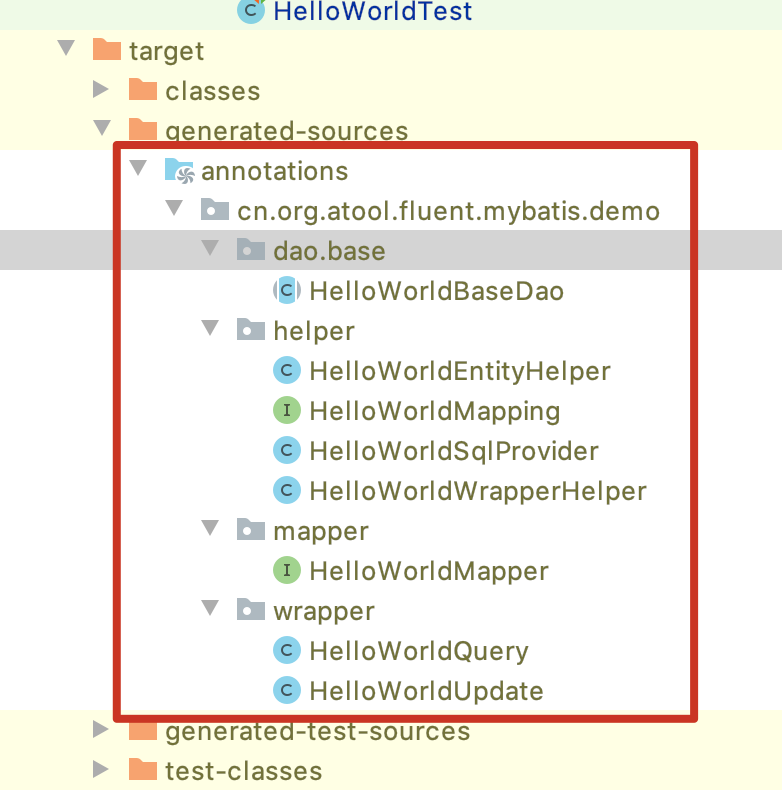 HelloWorldTest
target
classes
generated-sources
annotations
cn.org.atool.fluent.mybatis.demo
dao.base
HelloWorldBaseDao
helper
HelloWorldEntityHelper
HelloWorldMapping
HelloWorldSqlProvider
HelloWorldWrapperHelper
mapper
HelloWorldMapper
wrapper
HelloWorldQuery
HelloWorldUpdate
generated-test-sources
test-classes